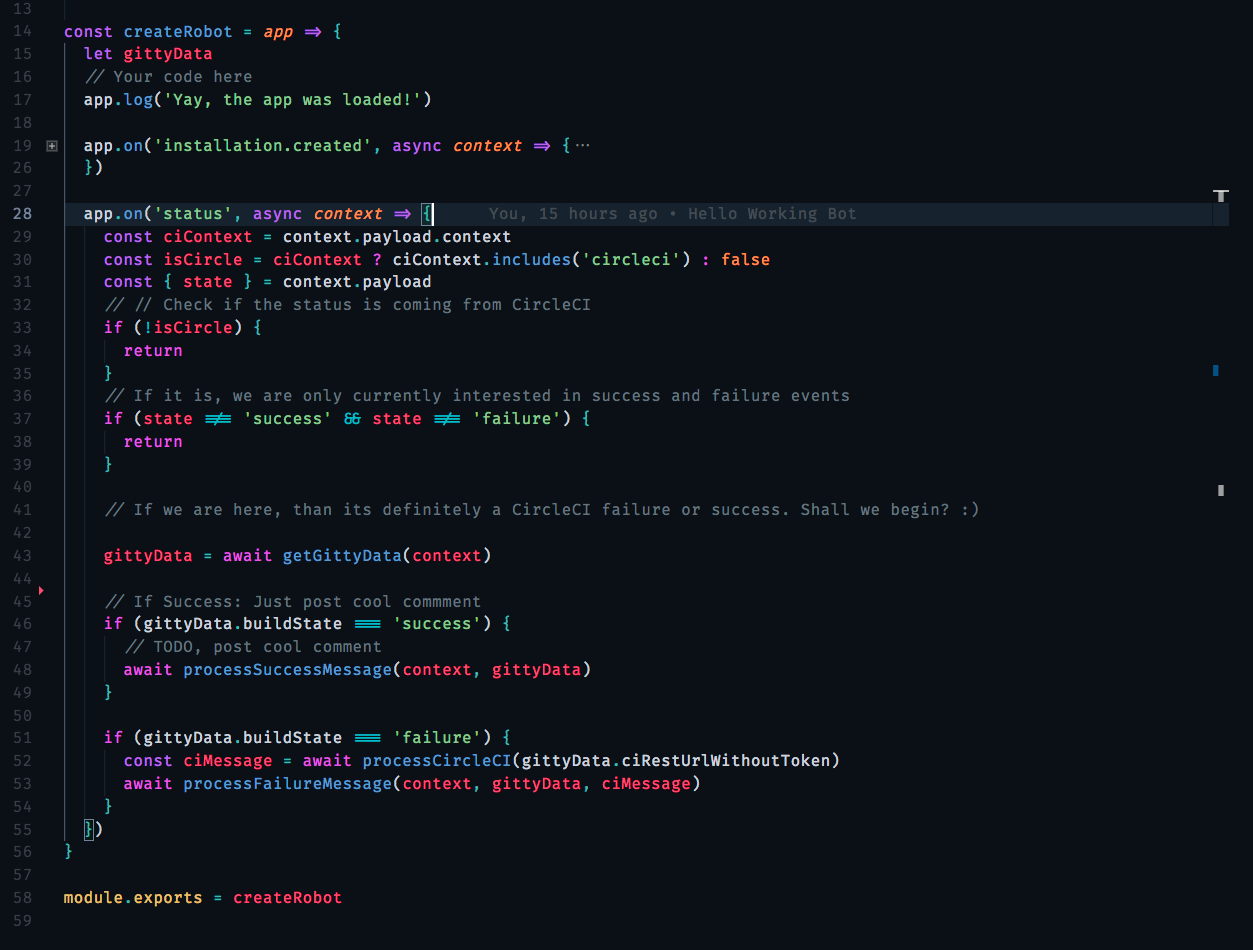 13
14 const createRobot = app => {
15   let gittyData
16   // Your code here
17   app.log('Yay, the app was loaded!')
18
19   app.on('installation.created', async context => {···
26   })
27
28   app.on('status', async context => {      You, 15 hours ago • Hello Working Bot
29     const ciContext = context.payload.context
30     const isCircle = ciContext ? ciContext.includes('circleci') : false
31     const { state } = context.payload
32     // // Check if the status is coming from CircleCI
33     if (!isCircle) {
34       return
35     }
36     // If it is, we are only currently interested in success and failure events
37     if (state !== 'success' && state !== 'failure') {
38       return
39     }
40
41     // If we are here, than its definitely a CircleCI failure or success. Shall we begin? :)
42
43     gittyData = await getGittyData(context)
44
45     // If Success: Just post cool commment
46     if (gittyData.buildState === 'success') {
47       // TODO, post cool comment
48       await processSuccessMessage(context, gittyData)
49     }
50
51     if (gittyData.buildState === 'failure') {
52       const ciMessage = await processCircleCI(gittyData.ciRestUrlWithoutToken)
53       await processFailureMessage(context, gittyData, ciMessage)
54     }
55   })
56 }
57
58 module.exports = createRobot
59